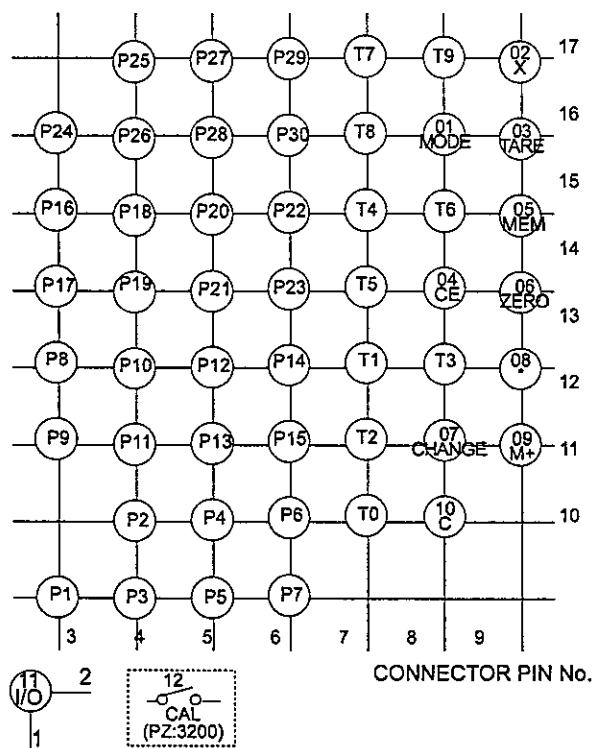 P25 P27 P29 T7 T9 02 X 17
16
P24 P26 P28 P30 T8 01 MODE 03 TARE
15
P16 P18 P20 P22 T4 T6 05 MEM
14
P17 P19 P21 P23 T5 04 CE 06 ZERO
13
P8 P10 P12 P14 T1 T3 08 *
12
P9 P11 P13 P15 T2 07 CHANGE 09 M+ 11
P2 P4 P6 T0 10 C 10
P1 P3 P5 P7
3 4 5 6 7 8 9
CONNECTOR PIN No.
11 I/O 2
1
12
CAL
(PZ:3200)